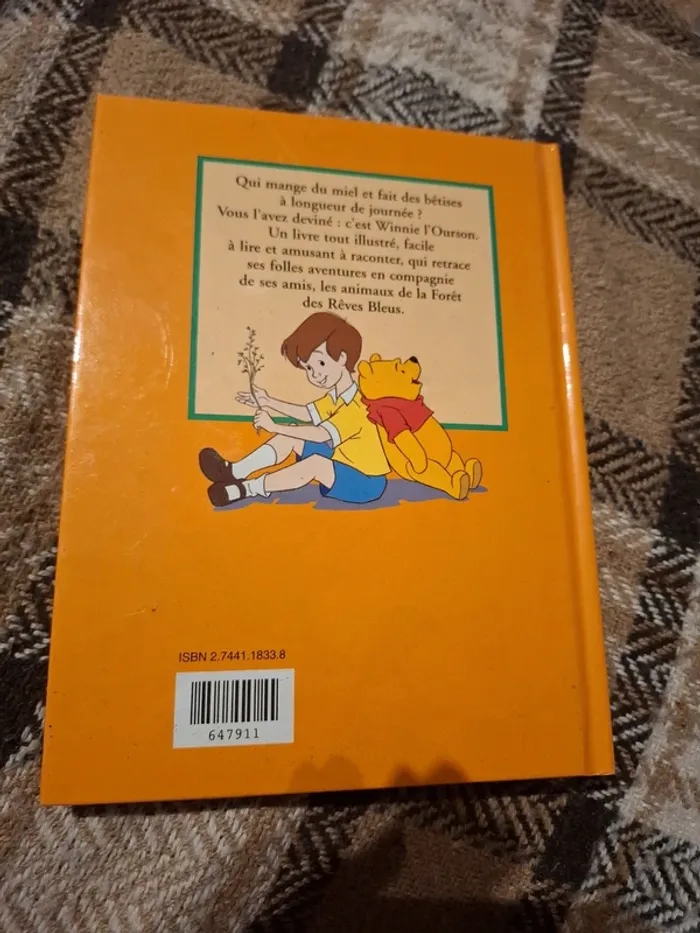 Qui mange du miel et fait des bêtises
à longueur de journée ?
Vous l'avez deviné : c'est Winnie l'Ourson.
Un livre tout illustré, facile
à lire et amusant à raconter, qui retrace
ses folles aventures en compagnie
de ses amis, les animaux de la Forêt
des Rêves Bleus.
ISBN 2.7441.1833.8
647911